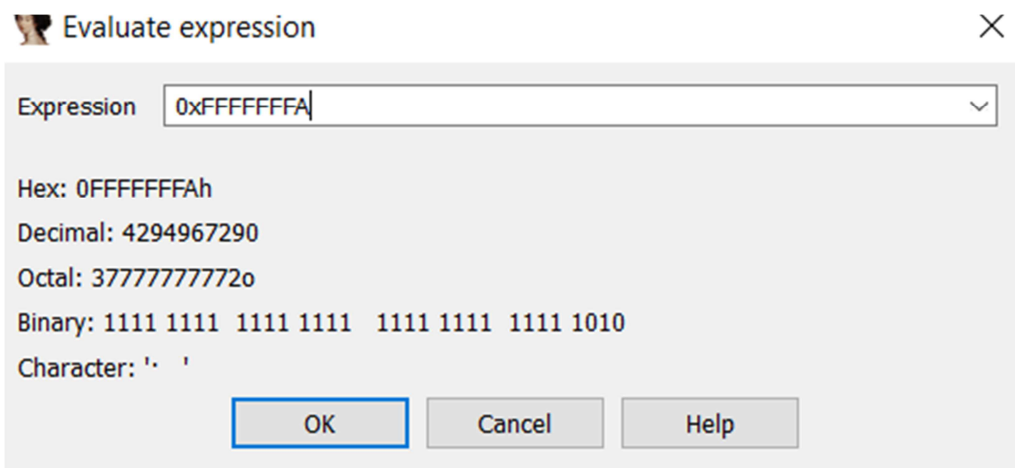 Evaluate expression
Expression 0xFFFFFFFA
Hex: 0FFFFFFFAh
Decimal: 4294967290
Octal: 37777777772o
Binary: 1111 1111  1111 1111   1111 1111  1111 1010
Character: '·   '
OK Cancel Help